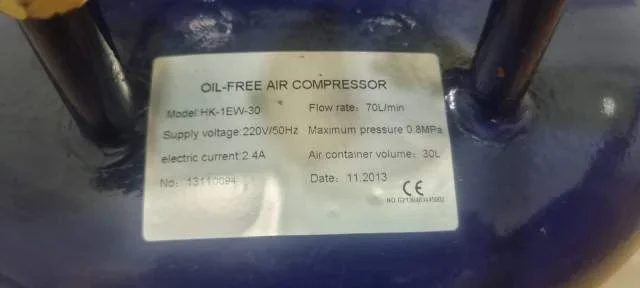 OIL-FREE AIR COMPRESSOR
Model:HK-1EW-30 Flow rate: 70L/min
Supply voltage:220V/50Hz Maximum pressure 0.8MPa
electric current:2.4A Air container volume: 30L
No: 13110094 Date: 11.2013
CE